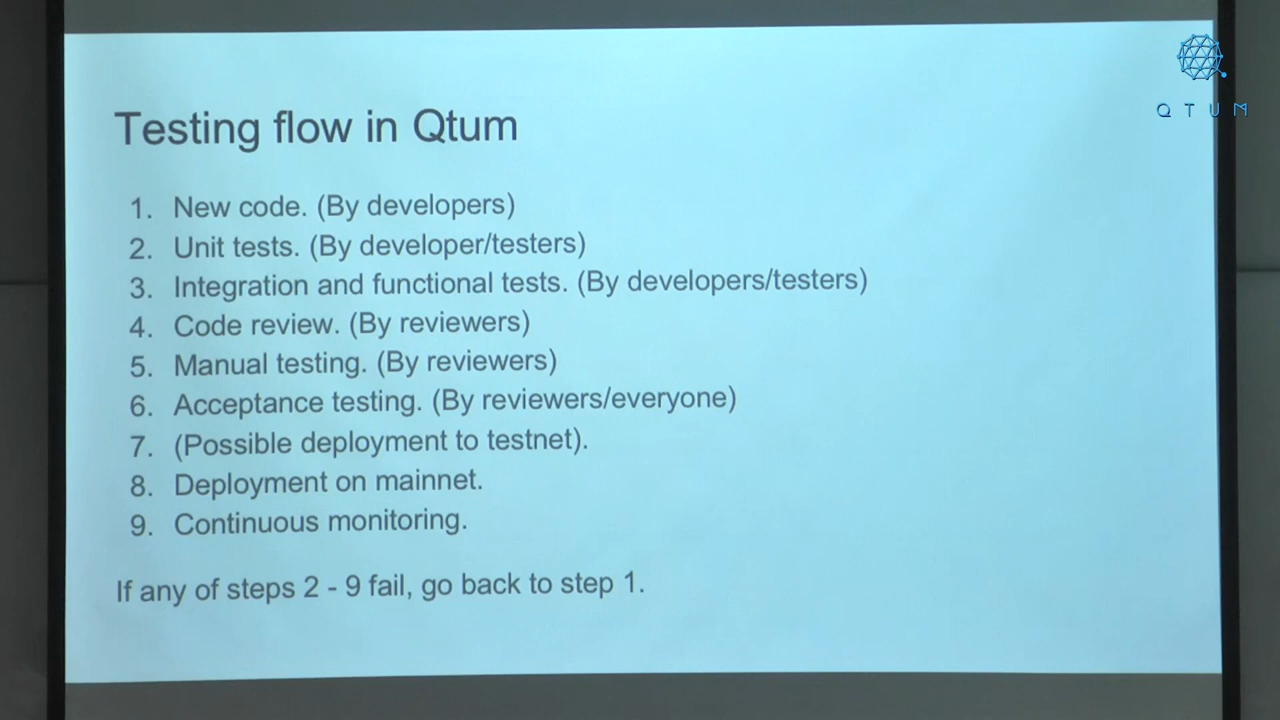 QTUM
Testing flow in Qtum
1. New code. (By developers)
2. Unit tests. (By developer/testers)
3. Integration and functional tests. (By developers/testers)
4. Code review. (By reviewers)
5. Manual testing. (By reviewers)
6. Acceptance testing. (By reviewers/everyone)
7. (Possible deployment to testnet).
8. Deployment on mainnet.
9. Continuous monitoring.
If any of steps 2 - 9 fail, go back to step 1.